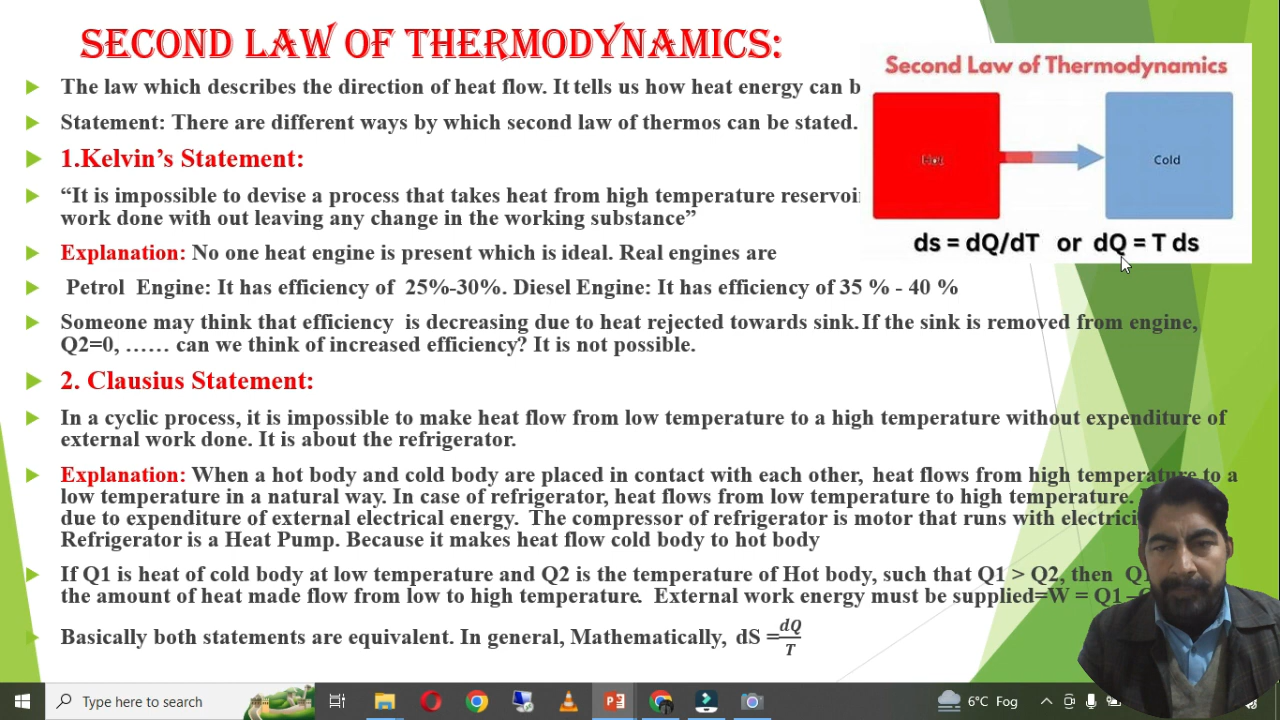 SECOND LAW OF THERMODYNAMICS:
The law which describes the direction of heat flow. It tells us how heat energy can b
Statement: There are different ways by which second law of thermos can be stated.
1.Kelvin's Statement:
“It is impossible to devise a process that takes heat from high temperature
work done with out leaving any change in the working substance”
Explanation: No one heat engine is present which is ideal. Real engines are
Petrol Engine: It has efficiency of 25%-30%. Diesel Engine: It has efficiency of 35 % - 40 %
Someone may think that efficiency is decreasing due to heat rejected towards sink. If the sink is removed from engine,
Q2=0, …… can we think of increased efficiency? It is not possible.
2. Clausius Statement:
In a cyclic process, it is impossible to make heat flow from low temperature to a high temperature without expenditure of
external work done. It is about the refrigerator.
Explanation: When a hot body and cold body are placed in contact with each other, heat flows from high temperature to a
low temperature in a natural way. In case of refrigerator, heat flows from low temperature to high temperature.
due to expenditure of external electrical energy. The compressor of refrigerator is motor that runs with
Refrigerator is a Heat Pump. Because it makes heat flow cold body to hot body
If Q1 is heat of cold body at low temperature and Q2 is the temperature of Hot body, such that Q1 > Q2, then
the amount of heat made flow from low to high temperature. External work energy must be supplied=W = Q1 –
Basically both statements are equivalent. In general, Mathematically, dS =dQ/T
Second Law of Thermodynamics
Hot
Cold
ds = dQ/dT or dQ = T ds
Type here to search
6°C Fog